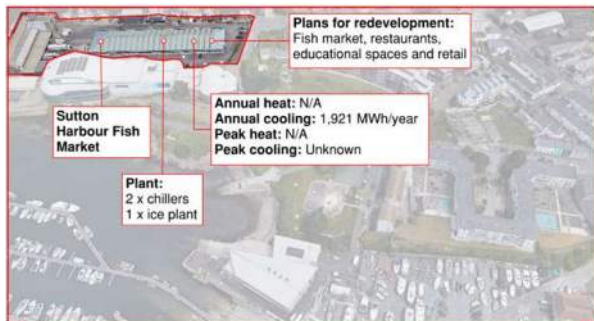 Plans for redevelopment:
Fish market, restaurants,
educational spaces and retail
Sutton
Harbour Fish
Market
Annual heat: N/A
Annual cooling: 1,921 MWh/year
Peak heat: N/A
Peak cooling: Unknown
Plant:
2 x chillers
1 x ice plant